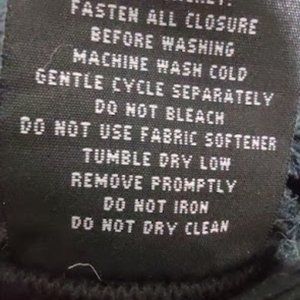 FASTEN ALL CLOSURE
BEFORE WASHING
MACHINE WASH COLD
GENTLE CYCLE SEPARATELY
DO NOT BLEACH
DO NOT USE FABRIC SOFTENER
TUMBLE DRY LOW
REMOVE PROMPTLY
DO NOT IRON
DO NOT DRY CLEAN